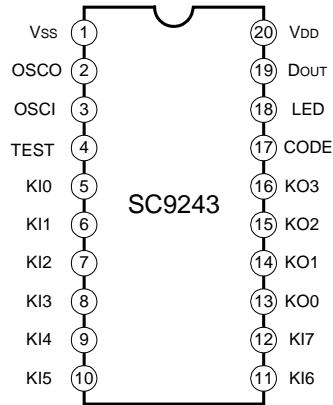 Vss 1 20 VDD
OSCO 2 19 DOUT
OSCI 3 18 LED
TEST 4 17 CODE
KI0 5 16 KO3
SC9243
KI1 6 15 KO2
KI2 7 14 KO1
KI3 8 13 KO0
KI4 9 12 KI7
KI5 10 11 KI6